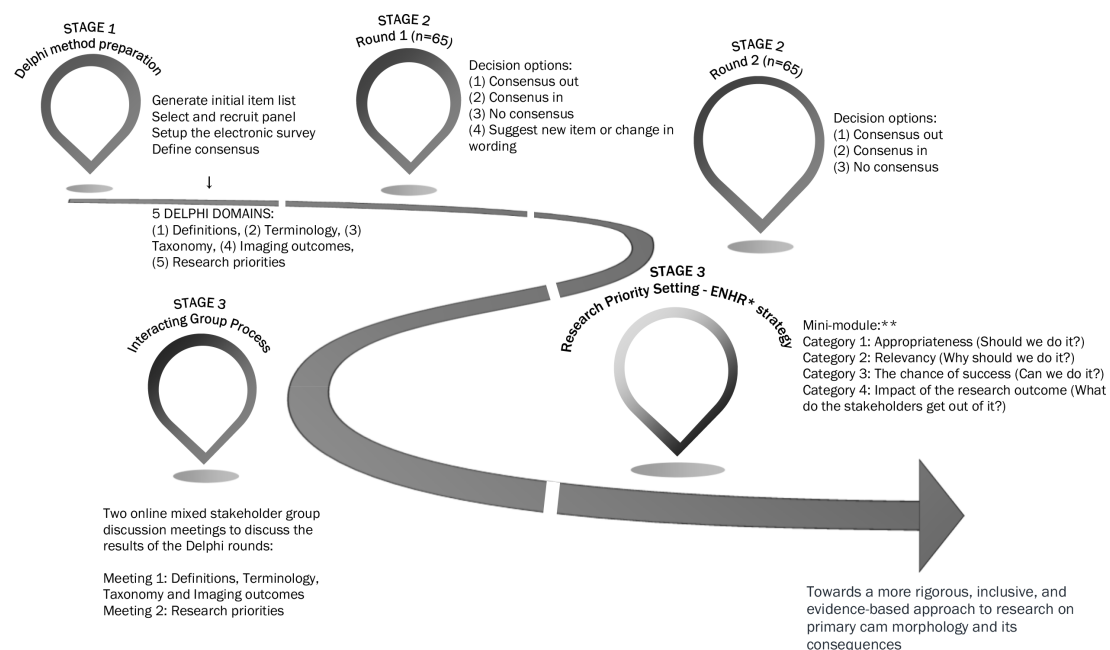 STAGE 1
Delphi method preparation
Generate initial item list
Select and recruit panel
Setup the electronic survey
Define consensus
5 DELPHI DOMAINS:
(1) Definitions, (2) Terminology, (3)
Taxonomy, (4) Imaging outcomes,
(5) Research priorities
STAGE 2
Round 1 (n=65)
Decision options:
(1) Consensus out
(2) Consenus in
(3) No consensus
(4) Suggest new item or change in
wording
STAGE 2
Round 2 (n=65)
Decision options:
(1) Consensus out
(2) Consenus in
(3) No consensus
STAGE 3
Interacting Group Process
Two online mixed stakeholder group
discussion meetings to discuss the
results of the Delphi rounds:
Meeting 1: Definitions, Terminology,
Taxonomy and Imaging outcomes
Meeting 2: Research priorities
STAGE 3
Research Priority Setting - ENHR* strategy
Mini-module:**
Category 1: Appropriateness (Should we do it?)
Category 2: Relevancy (Why should we do it?)
Category 3: The chance of success (Can we do it?)
Category 4: Impact of the research outcome (What
do the stakeholders get out of it?)
Towards a more rigorous, inclusive, and
evidence-based approach to research on
primary cam morphology and its
consequences